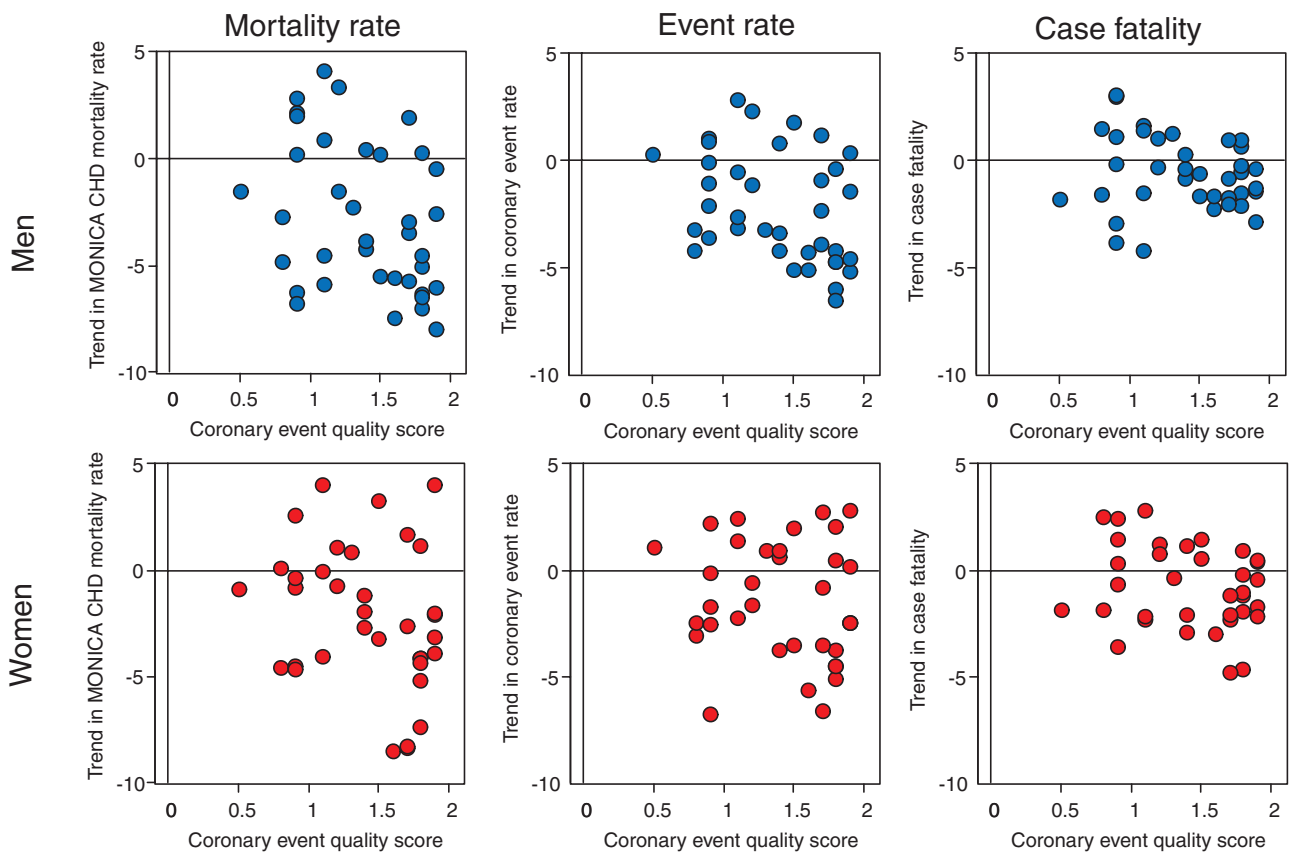 Mortality rate
Event rate
Case fatality
Men
Trend in MONICA CHD mortality rate
5
0
-5
-10
0 0.5 1 1.5 2
Coronary event quality score
Trend in coronary event rate
5
0
-5
-10
0 0.5 1 1.5 2
Coronary event quality score
Trend in case fatality
5
0
-5
-10
0 0.5 1 1.5 2
Coronary event quality score
Women
Trend in MONICA CHD mortality rate
5
0
-5
-10
0 0.5 1 1.5 2
Coronary event quality score
Trend in coronary event rate
5
0
-5
-10
0 0.5 1 1.5 2
Coronary event quality score
Trend in case fatality
5
0
-5
-10
0 0.5 1 1.5 2
Coronary event quality score